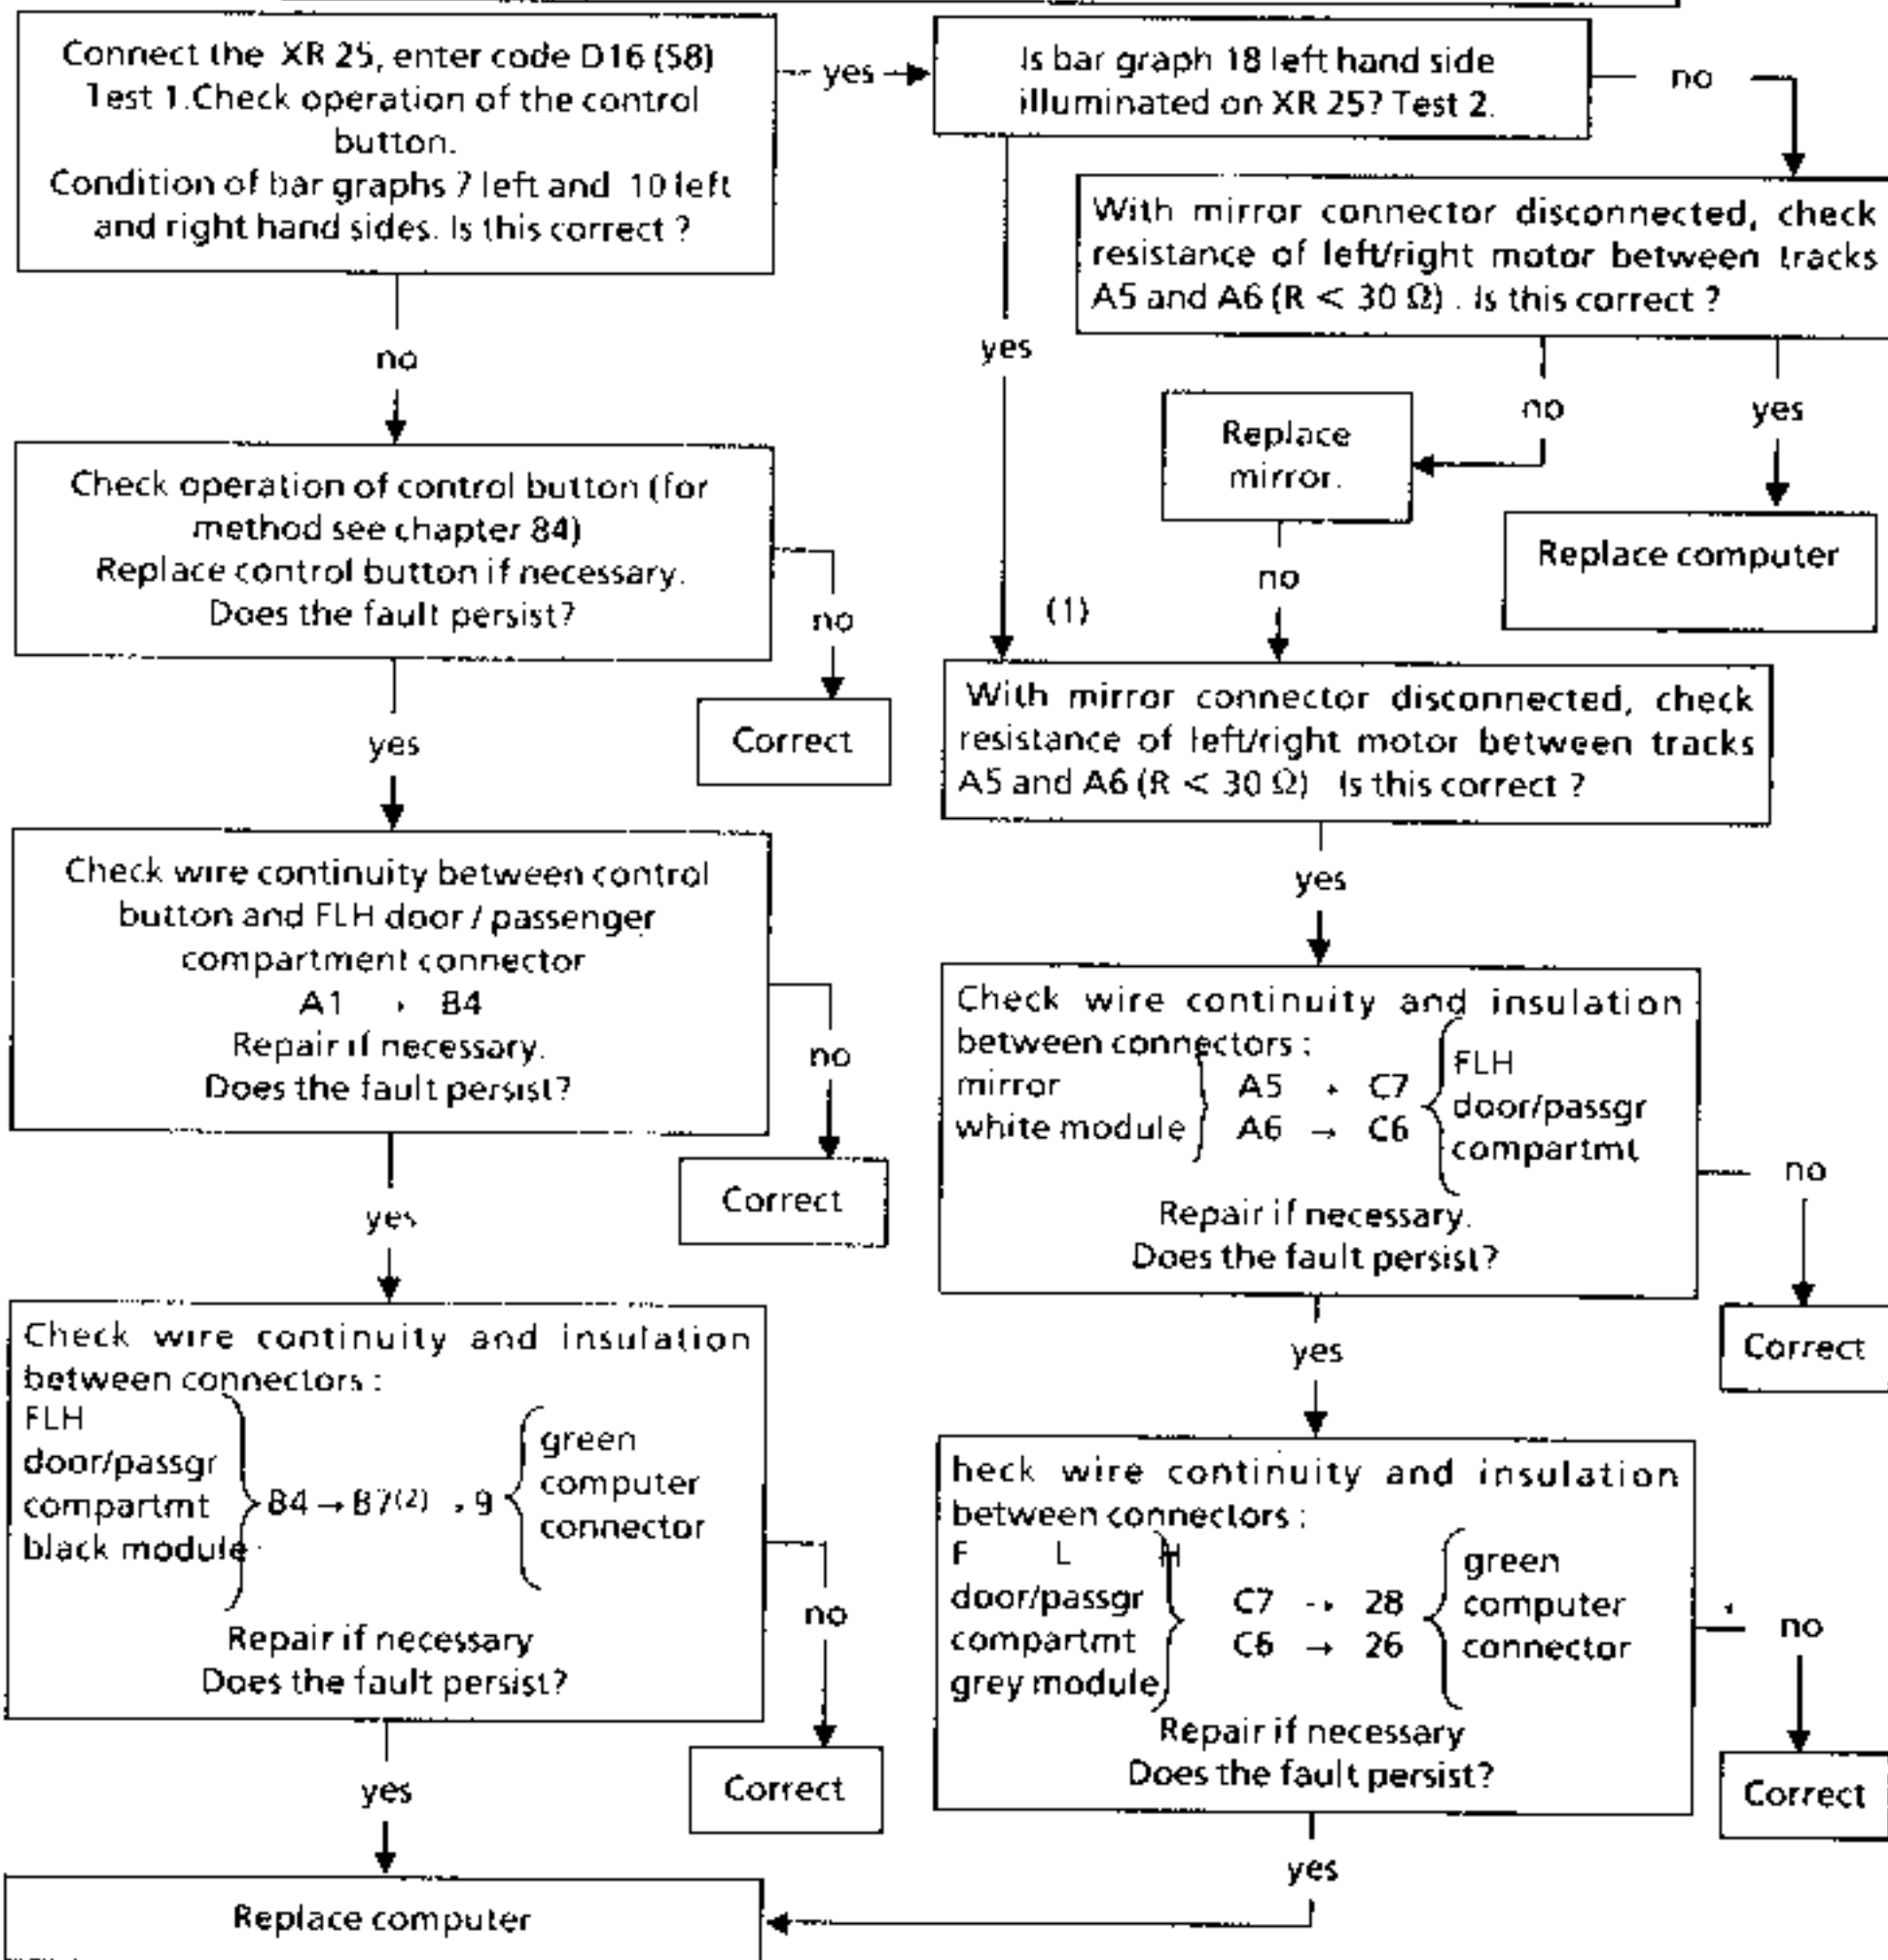 Connect the XR 25, enter code D16 (58)
Test 1.Check operation of the control
button.
Condition of bar graphs 7 left and 10 left
and right hand sides. Is this correct ?
yes
Is bar graph 18 left hand side
illuminated on XR 25? Test 2.
no
With mirror connector disconnected, check
resistance of left/right motor between tracks
A5 and A6 (R < 30 Ω) . Is this correct ?
no
yes
no
yes
Replace
mirror.
Replace computer
no
(1)
Check operation of control button (for
method see chapter 84)
Replace control button if necessary.
Does the fault persist?
no
Correct
yes
With mirror connector disconnected, check
resistance of left/right motor between tracks
A5 and A6 (R < 30 Ω) Is this correct ?
yes
Check wire continuity between control
button and FLH door / passenger
compartment connector
A1 → B4
Repair if necessary.
Does the fault persist?
no
Correct
yes
Check wire continuity and insulation
between connectors :
mirror
white module
A5 → C7
A6 → C6
FLH
door/passgr
compartmt
Repair if necessary.
Does the fault persist?
no
Correct
yes
Check wire continuity and insulation
between connectors :
FLH
door/passgr
compartmt
black module
B4 → B7(2) → 9
green
computer
connector
Repair if necessary
Does the fault persist?
no
Correct
yes
heck wire continuity and insulation
between connectors :
F L H
door/passgr
compartmt
grey module
C7 → 28
C6 → 26
green
computer
connector
Repair if necessary
Does the fault persist?
no
Correct
yes
Replace computer